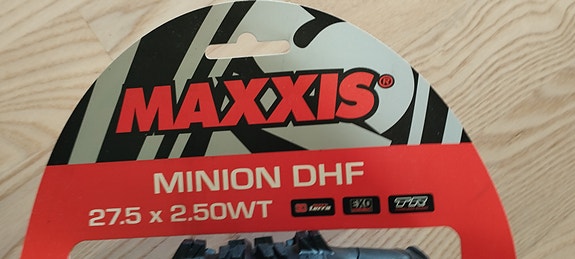 MAXXIS®
MINION DHF
27.5 x 2.50WT 3C TERRA EXO TR